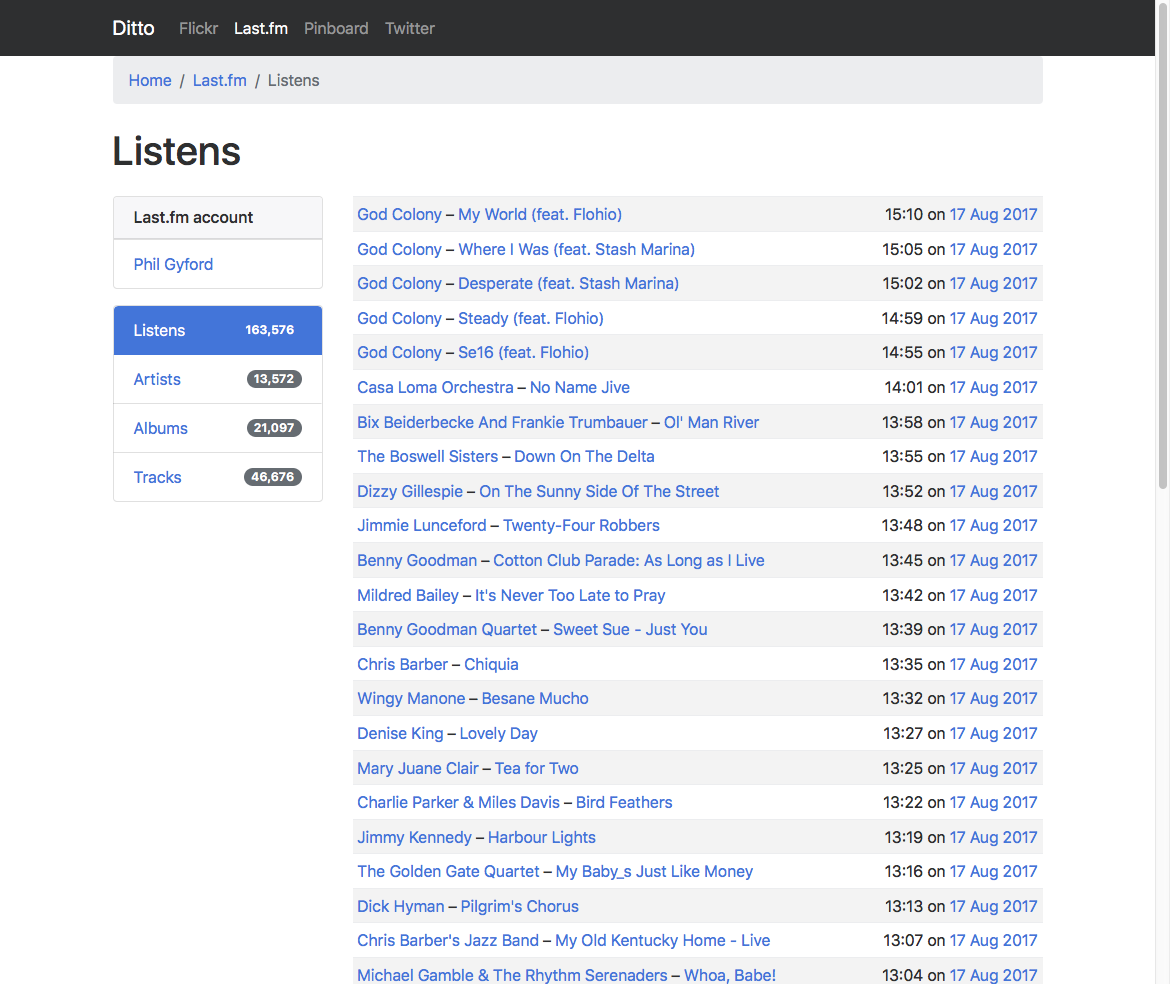 Ditto Flickr Last.fm Pinboard Twitter
Home / Last.fm / Listens
Listens
Last.fm account
Phil Gyford
Listens 163,576
Artists 13,572
Albums 21,097
Tracks 46,676
God Colony – My World (feat. Flohio) 15:10 on 17 Aug 2017
God Colony – Where I Was (feat. Stash Marina) 15:05 on 17 Aug 2017
God Colony – Desperate (feat. Stash Marina) 15:02 on 17 Aug 2017
God Colony – Steady (feat. Flohio) 14:59 on 17 Aug 2017
God Colony – Se16 (feat. Flohio) 14:55 on 17 Aug 2017
Casa Loma Orchestra – No Name Jive 14:01 on 17 Aug 2017
Bix Beiderbecke And Frankie Trumbauer – Ol' Man River 13:58 on 17 Aug 2017
The Boswell Sisters – Down On The Delta 13:55 on 17 Aug 2017
Dizzy Gillespie – On The Sunny Side Of The Street 13:52 on 17 Aug 2017
Jimmie Lunceford – Twenty-Four Robbers 13:48 on 17 Aug 2017
Benny Goodman – Cotton Club Parade: As Long as I Live 13:45 on 17 Aug 2017
Mildred Bailey – It's Never Too Late to Pray 13:42 on 17 Aug 2017
Benny Goodman Quartet – Sweet Sue - Just You 13:39 on 17 Aug 2017
Chris Barber – Chiquia 13:35 on 17 Aug 2017
Wingy Manone – Besane Mucho 13:32 on 17 Aug 2017
Denise King – Lovely Day 13:27 on 17 Aug 2017
Mary Juane Clair – Tea for Two 13:25 on 17 Aug 2017
Charlie Parker & Miles Davis – Bird Feathers 13:22 on 17 Aug 2017
Jimmy Kennedy – Harbour Lights 13:19 on 17 Aug 2017
The Golden Gate Quartet – My Baby_s Just Like Money 13:16 on 17 Aug 2017
Dick Hyman – Pilgrim's Chorus 13:13 on 17 Aug 2017
Chris Barber's Jazz Band – My Old Kentucky Home - Live 13:07 on 17 Aug 2017
Michael Gamble & The Rhythm Serenaders – Whoa, Babe! 13:04 on 17 Aug 2017